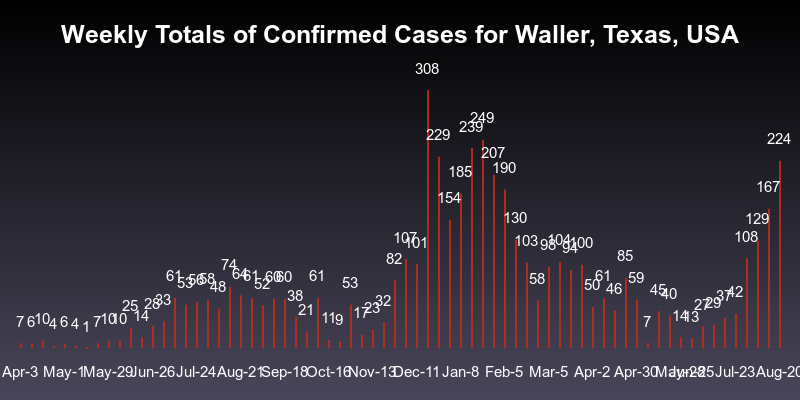 Weekly Totals of Confirmed Cases for Waller, Texas, USA
7 6 10 4 6 4 1 7 10 10 25 14 28 33 61 53 56 58 48 74 64 61 52 60 60 38 21 61 11 9 53 17 23 32 82 107 101 308 229 154 185 239 249 207 190 130 103 58 98 104 94 100 50 61 46 85 59 7 45 40 14 13 27 29 37 42 108 129 167 224
Apr-3 May-1 May-29 Jun-26 Jul-24 Aug-21 Sep-18 Oct-16 Nov-13 Dec-11 Jan-8 Feb-5 Mar-5 Apr-2 Apr-30 May-28 Jun-25 Jul-23 Aug-20